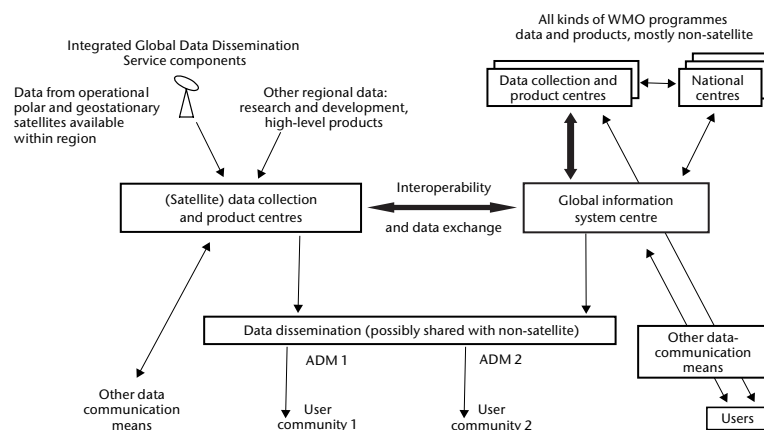 Integrated Global Data Dissemination
Service components
All kinds of WMO programmes
data and products, mostly non-satellite
Data from operational
polar and geostationary
satellites available
within region
Other regional data:
research and development,
high-level products
Data collection and
product centres
National
centres
(Satellite) data collection
and product centres
Interoperability
and data exchange
Global information
system centre
Data dissemination (possibly shared with non-satellite)
ADM 1
ADM 2
Other data-
communication
means
Other data
communication
means
User
community 1
User
community 2
Users